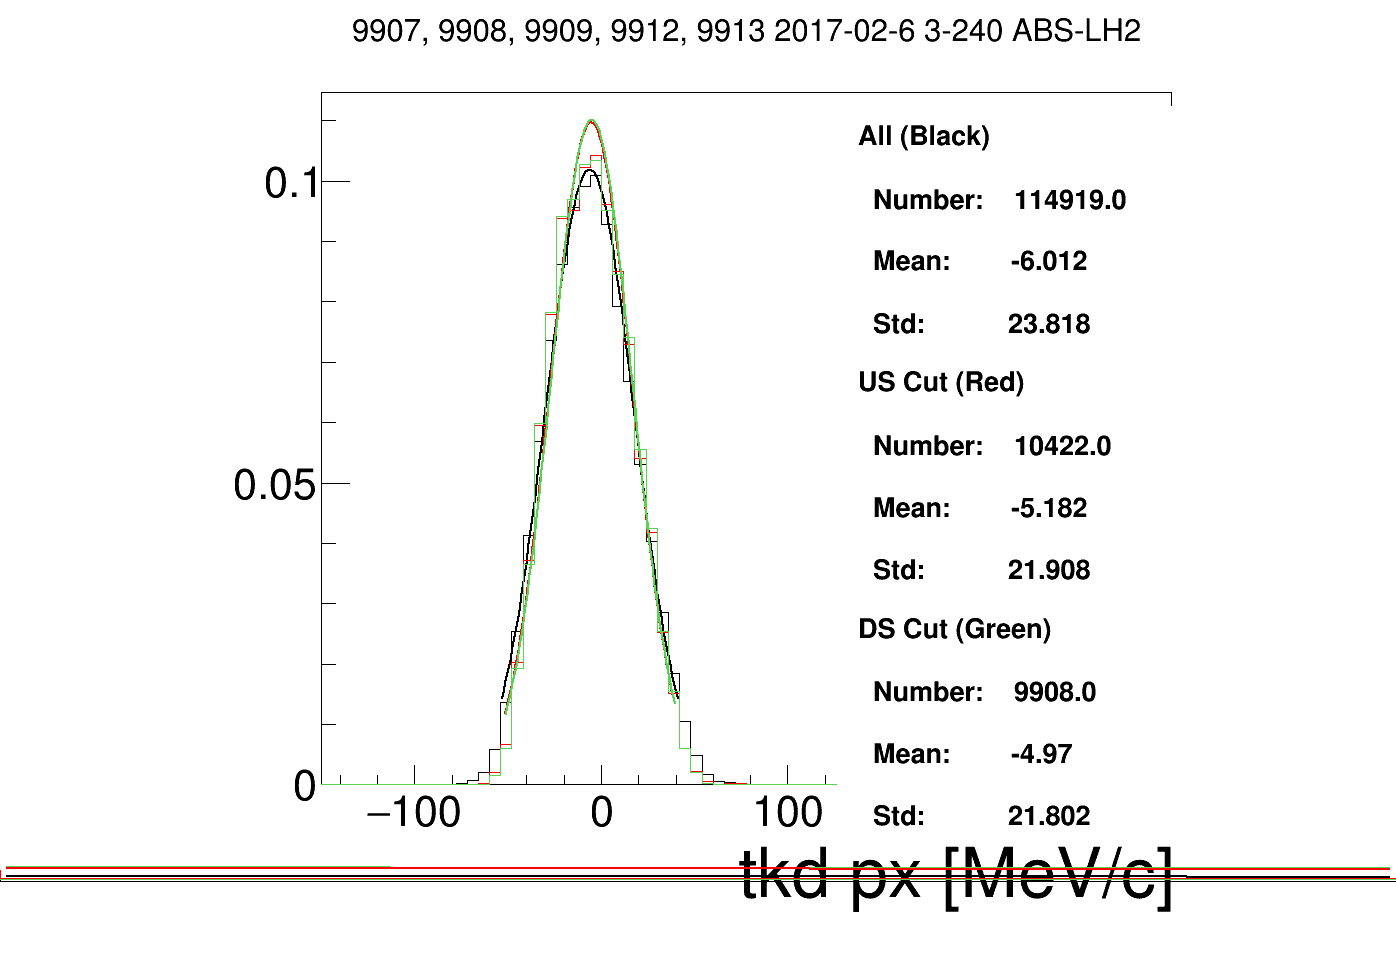 9907, 9908, 9909, 9912, 9913 2017-02-6 3-240 ABS-LH2
All (Black)
Number: 114919.0
Mean: -6.012
Std: 23.818
US Cut (Red)
Number: 10422.0
Mean: -5.182
Std: 21.908
DS Cut (Green)
Number: 9908.0
Mean: -4.97
Std: 21.802
0.1
0.05
0
−100 0 100
tkd px [MeV/c]